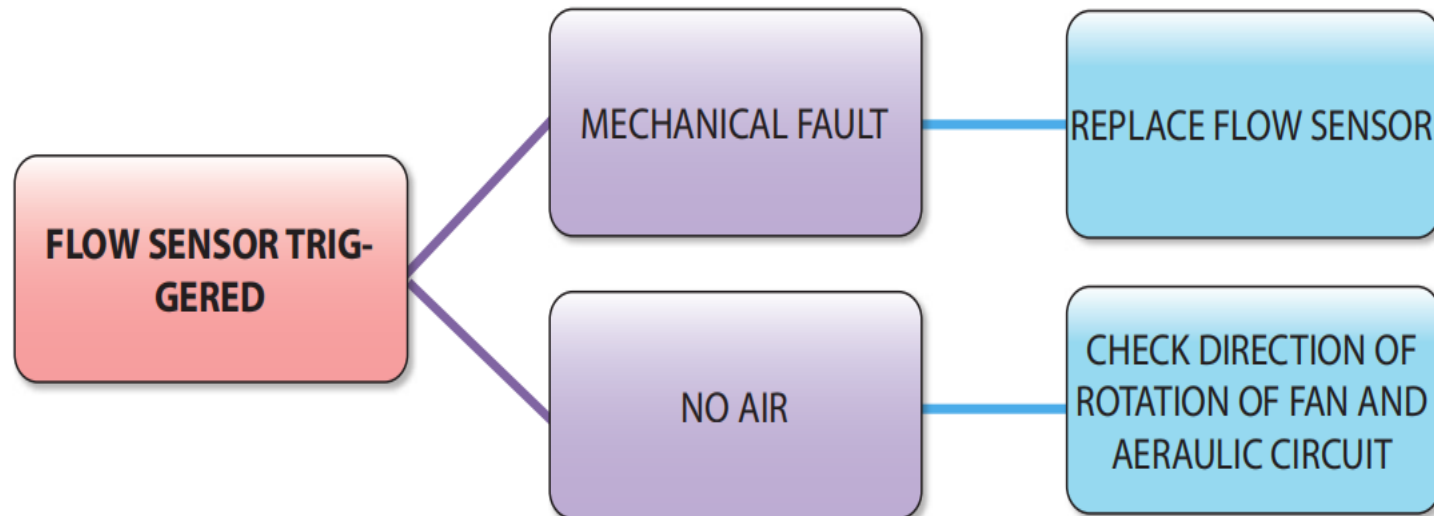 FLOW SENSOR TRIG-
GERED
MECHANICAL FAULT
REPLACE FLOW SENSOR
NO AIR
CHECK DIRECTION OF
ROTATION OF FAN AND
AERAULIC CIRCUIT